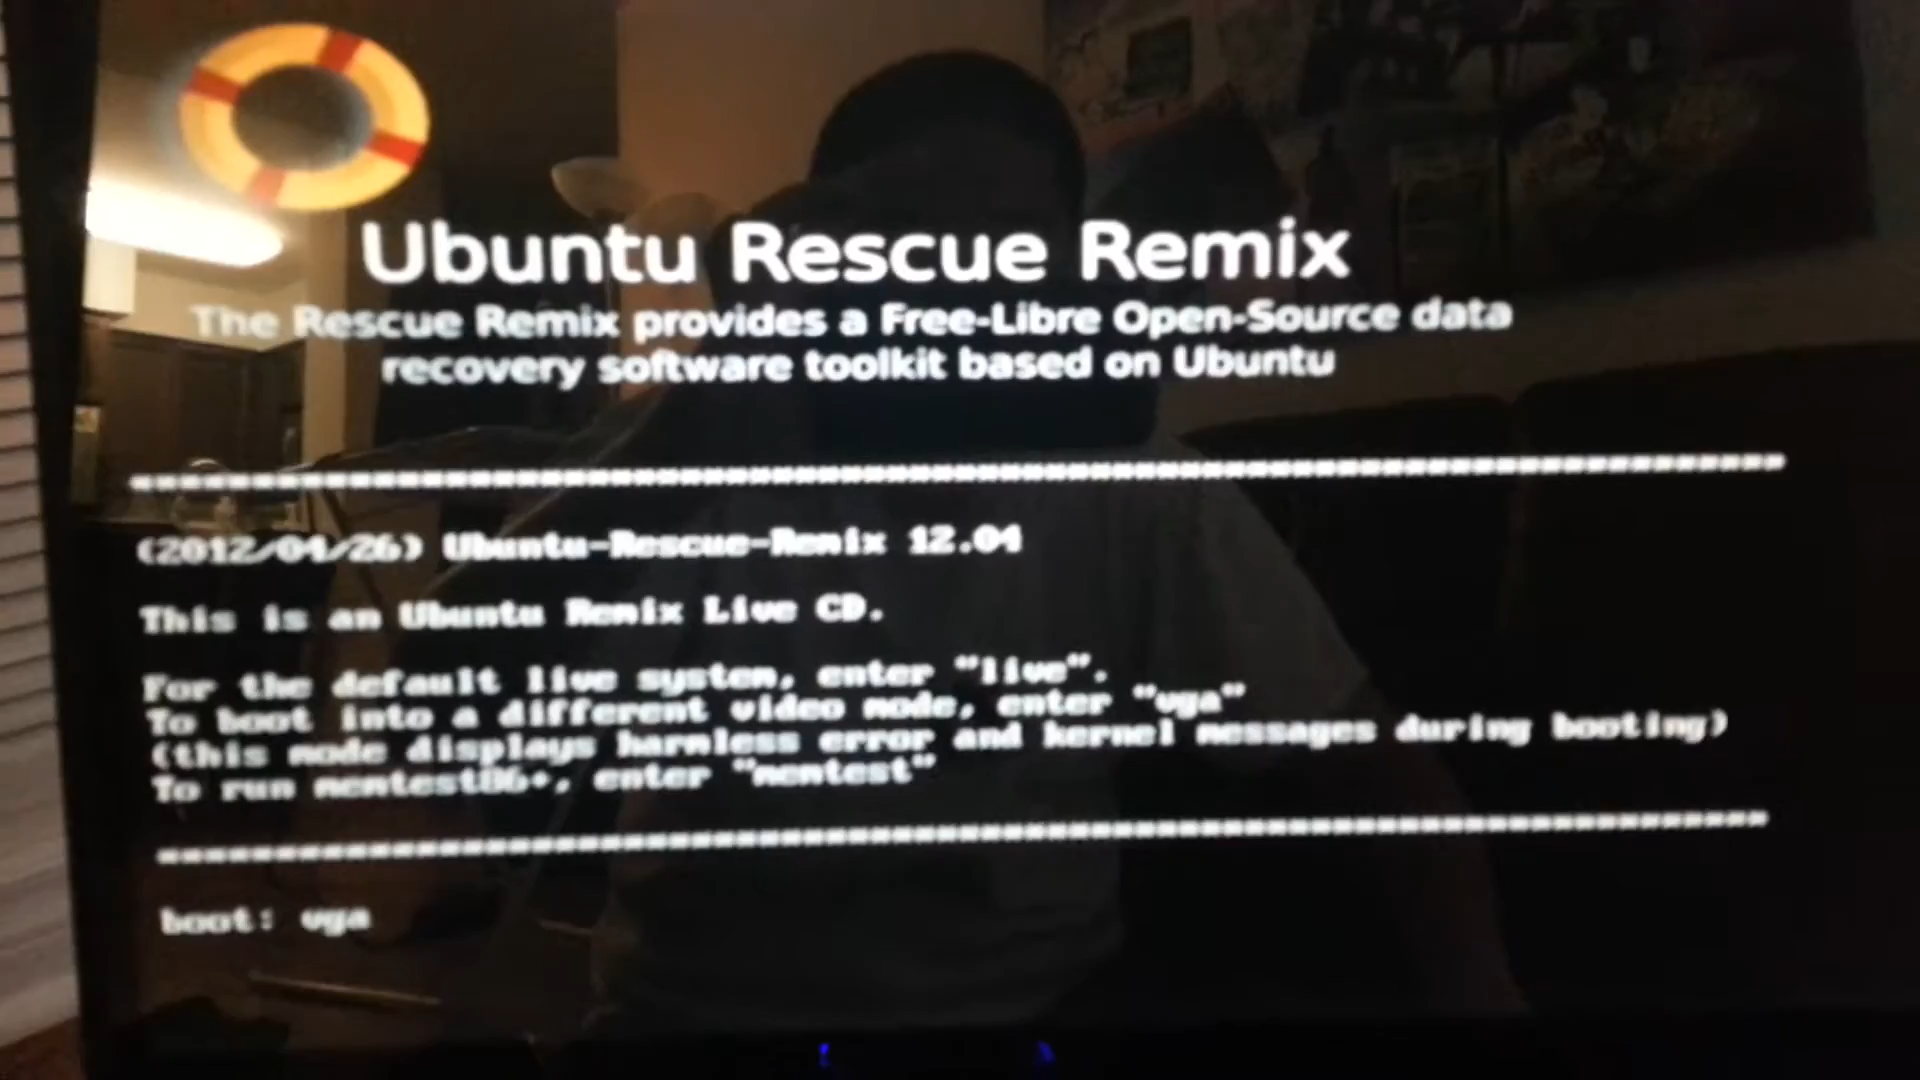 Ubuntu Rescue Remix
The Rescue Remix provides a Free-Libre Open-Source data
recovery software toolkit based on Ubuntu
(2012/04/26) Ubuntu-Rescue-Remix 12.04
This is an Ubuntu Remix Live CD.
For the default live system, enter "live".
To boot into a different video mode, enter "vga"
(this mode displays harmless error and kernel messages during booting)
To run memtest86+, enter "memtest"
boot: vga